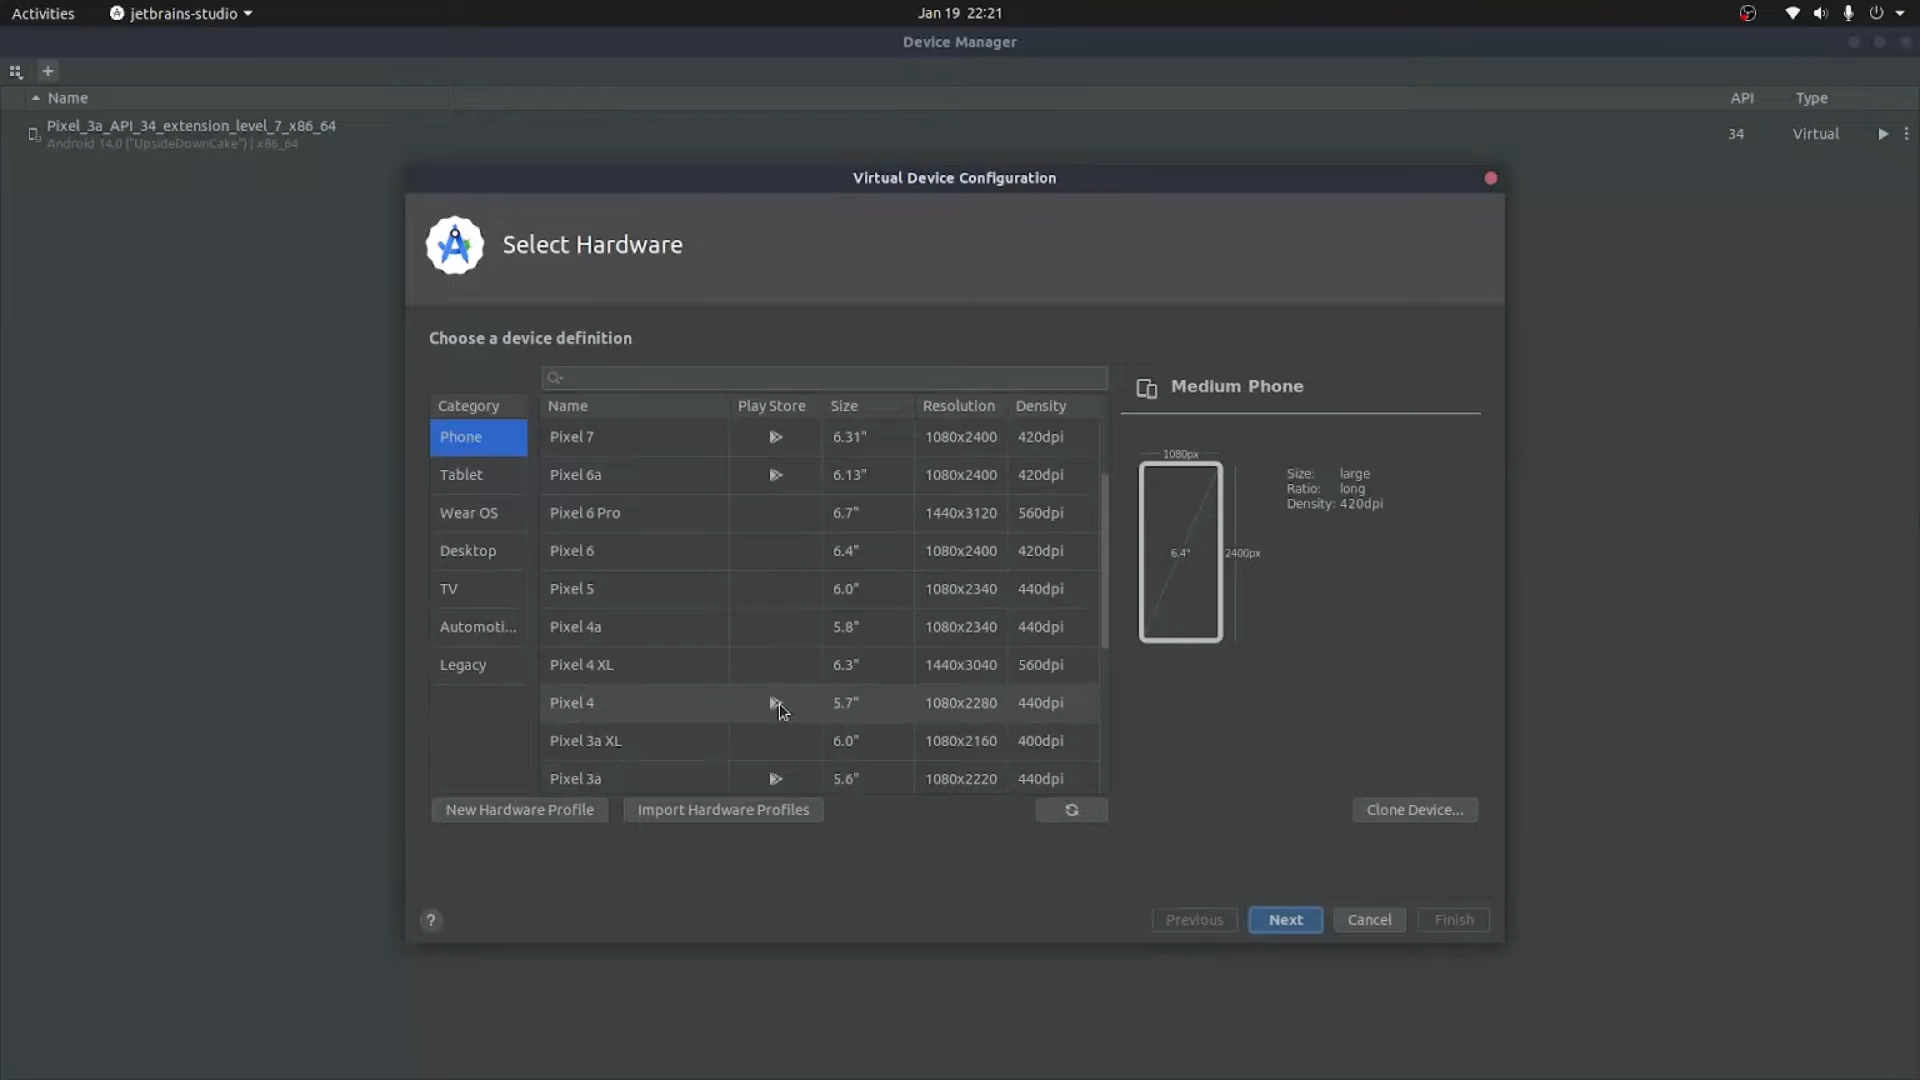 Activities
jetbrains-studio
Jan 19 22:21
Device Manager
+
Name API Type
Pixel_3a_API_34_extension_level_7_x86_64
Android 14.0 ("UpsideDownCake") | x86_64
34 Virtual
Virtual Device Configuration
Select Hardware
Choose a device definition
Category
Phone
Tablet
Wear OS
Desktop
TV
Automoti...
Legacy
Name Play Store Size Resolution Density
Pixel 7 6.31" 1080x2400 420dpi
Pixel 6a 6.13" 1080x2400 420dpi
Pixel 6 Pro 6.7" 1440x3120 560dpi
Pixel 6 6.4" 1080x2400 420dpi
Pixel 5 6.0" 1080x2340 440dpi
Pixel 4a 5.8" 1080x2340 440dpi
Pixel 4 XL 6.3" 1440x3040 560dpi
Pixel 4 5.7" 1080x2280 440dpi
Pixel 3a XL 6.0" 1080x2160 400dpi
Pixel 3a 5.6" 1080x2220 440dpi
Medium Phone
1080px
6.4"
2400px
Size: large
Ratio: long
Density: 420dpi
New Hardware Profile
Import Hardware Profiles
Clone Device...
?
Previous
Next
Cancel
Finish